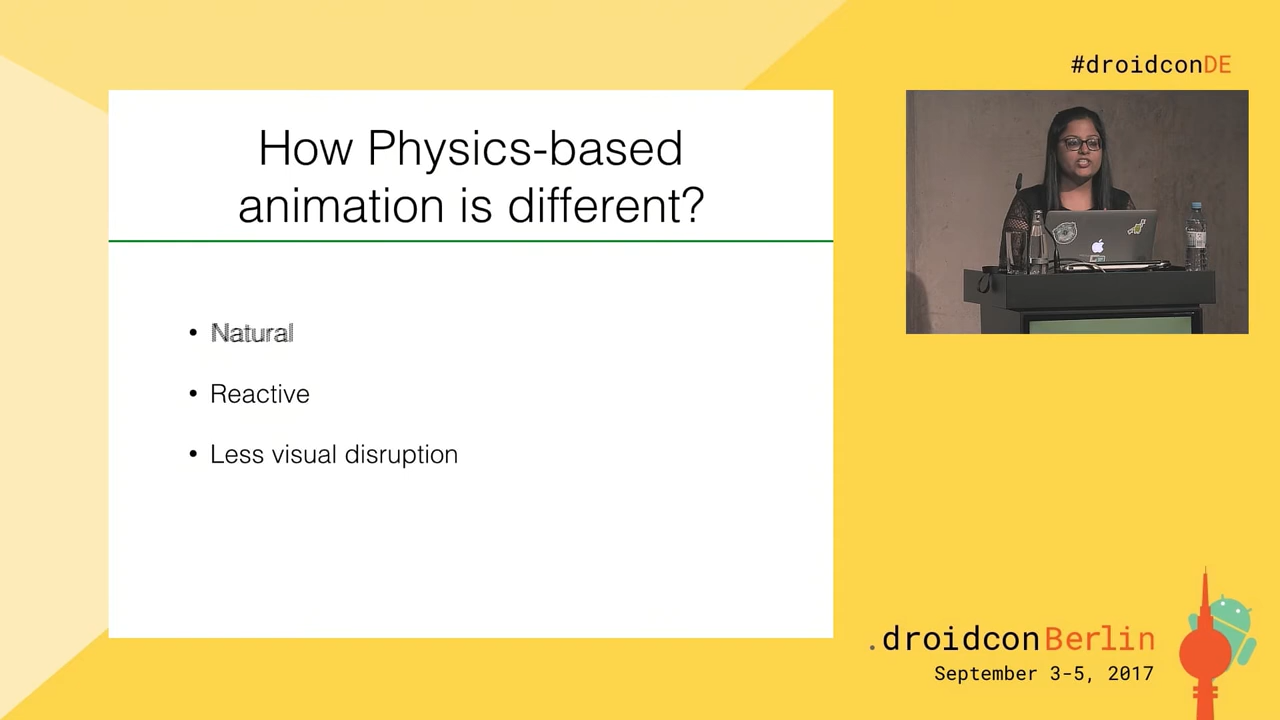 #droidconDE
How Physics-based
animation is different?
• Natural
• Reactive
• Less visual disruption
.droidconBerlin
September 3-5, 2017